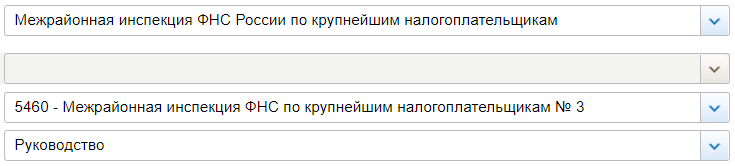 Межрайонная инспекция ФНС России по крупнейшим налогоплательщикам
5460 - Межрайонная инспекция ФНС по крупнейшим налогоплательщикам № 3
Руководство